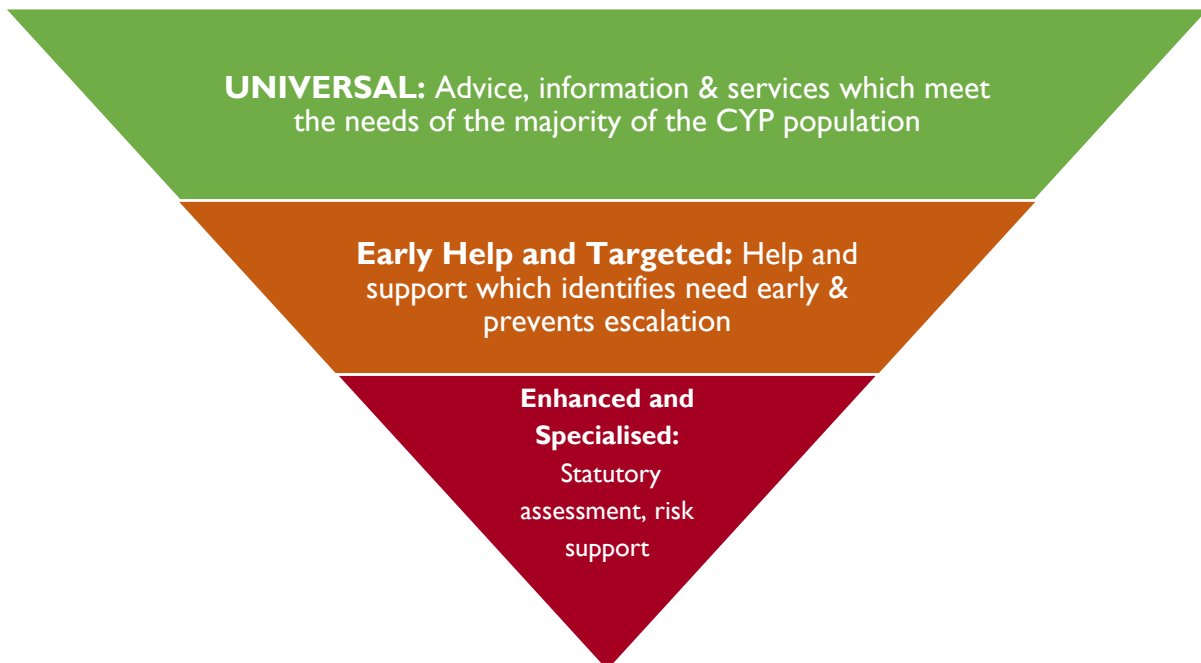 UNIVERSAL: Advice, information & services which meet
the needs of the majority of the CYP population
Early Help and Targeted: Help and
support which identifies need early &
prevents escalation
Enhanced and
Specialised:
Statutory
assessment, risk
support